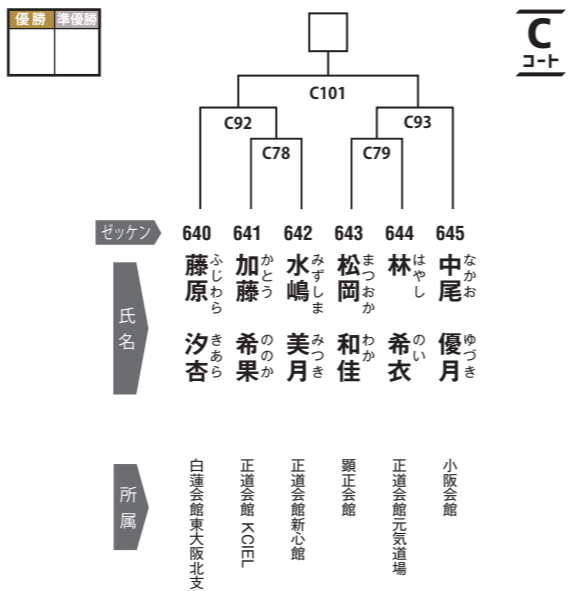 優勝 準優勝
C
コート
C101
C92
C93
C78
C79
ゼッケン
640 641 642 643 644 645
氏名
藤原 汐杏
ふじわら きあら
加藤 希果
かとう ののか
水嶋 美月
みずしま みつき
松岡 和佳
まつおか わか
林 希衣
はやし のい
中尾 優月
なかお ゆづき
所属
白蓮会館東大阪北支
正道会館 KCIEL
正道会館新心館
顕正会館
正道会館元気道場
小阪会館